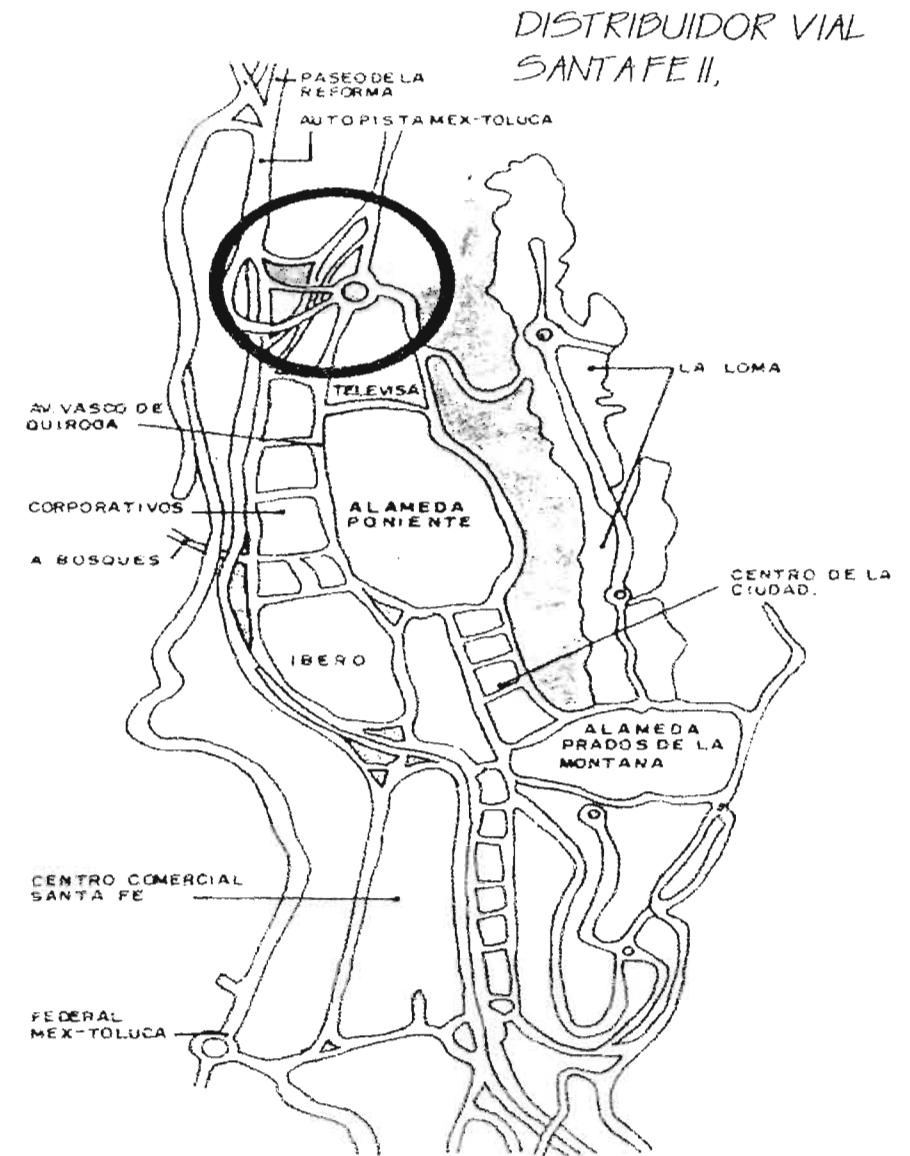 DISTRIBUIDOR VIAL
SANTA FE II,
PASEO DE LA
REFORMA
AUTOPISTA MEX-TOLUCA
LA LOMA
TELEVISA
AV. VASCO DE
QUIROGA
CORPORATIVOS
ALAMEDA
PONIENTE
A BOSQUES
CENTRO DE LA
CIUDAD.
IBERO
ALAMEDA
PRADOS DE LA
MONTANA
CENTRO COMERCIAL
SANTA FE
FEDERAL
MEX-TOLUCA